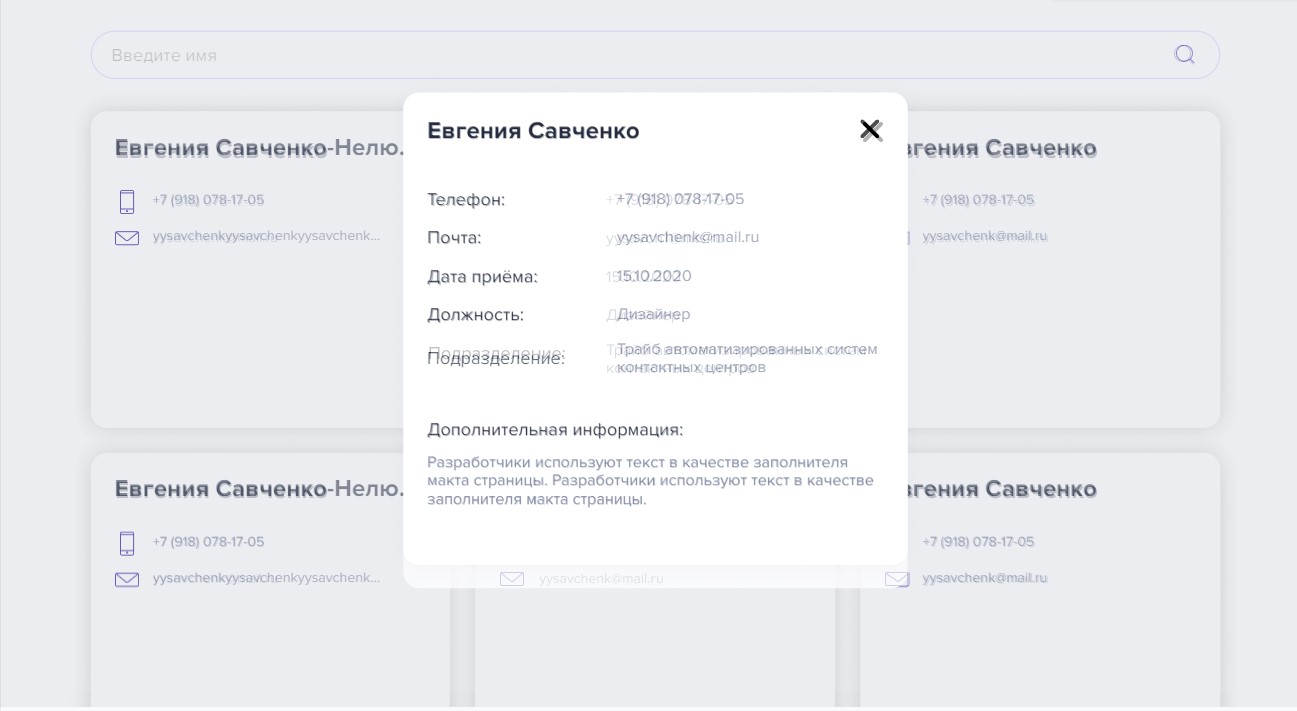 Введите имя
Евгения Савченко
Евгения Савченко-Нелю.
+7 (918) 078-17-05
yysavchenkyysavchenkyysavchenk...
Телефон: +7 (918) 078-17-05
Почта: yysavchenk@mail.ru
Дата приёма: 15.10.2020
Должность: Дизайнер
Подразделение: Трайб автоматизированных систем
контактных центров
Дополнительная информация:
Разработчики используют текст в качестве заполнителя
макта страницы. Разработчики используют текст в качестве
заполнителя макта страницы.
вгения Савченко
+7 (918) 078-17-05
yysavchenk@mail.ru
Евгения Савченко-Нелю.
+7 (918) 078-17-05
yysavchenkyysavchenkyysavchenk...
yysavchenk@mail.ru
вгения Савченко
+7 (918) 078-17-05
yysavchenk@mail.ru